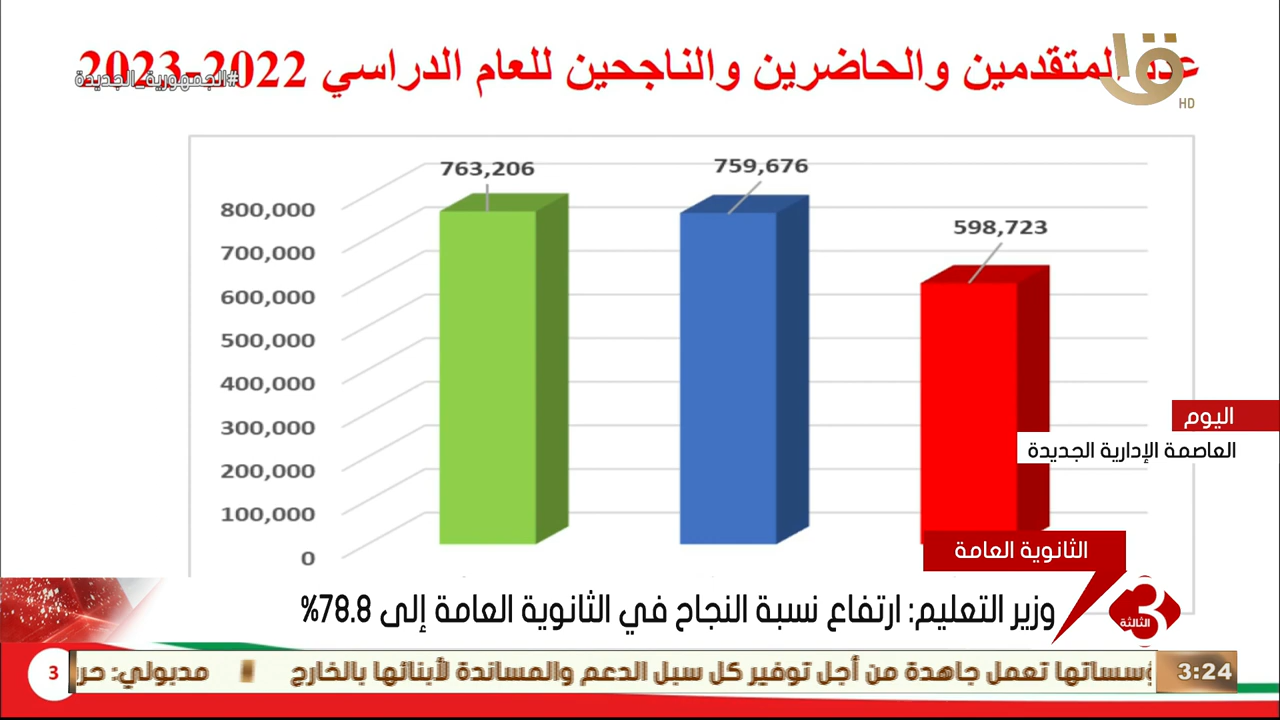 عدد المتقدمين والحاضرين والناجحين للعام الدراسي 2022-2023
#الجمهورية_الجديدة
HD
763,206
759,676
598,723
800,000
700,000
600,000
500,000
400,000
300,000
200,000
100,000
0
اليوم
العاصمة الإدارية الجديدة
الثانوية العامة
وزير التعليم: ارتفاع نسبة النجاح في الثانوية العامة إلى 78.8%
3
الثالثة
3:24
تعمل جاهدة من أجل توفير كل سبل الدعم والمساندة لأبنائها بالخارج
مدبولي:
3